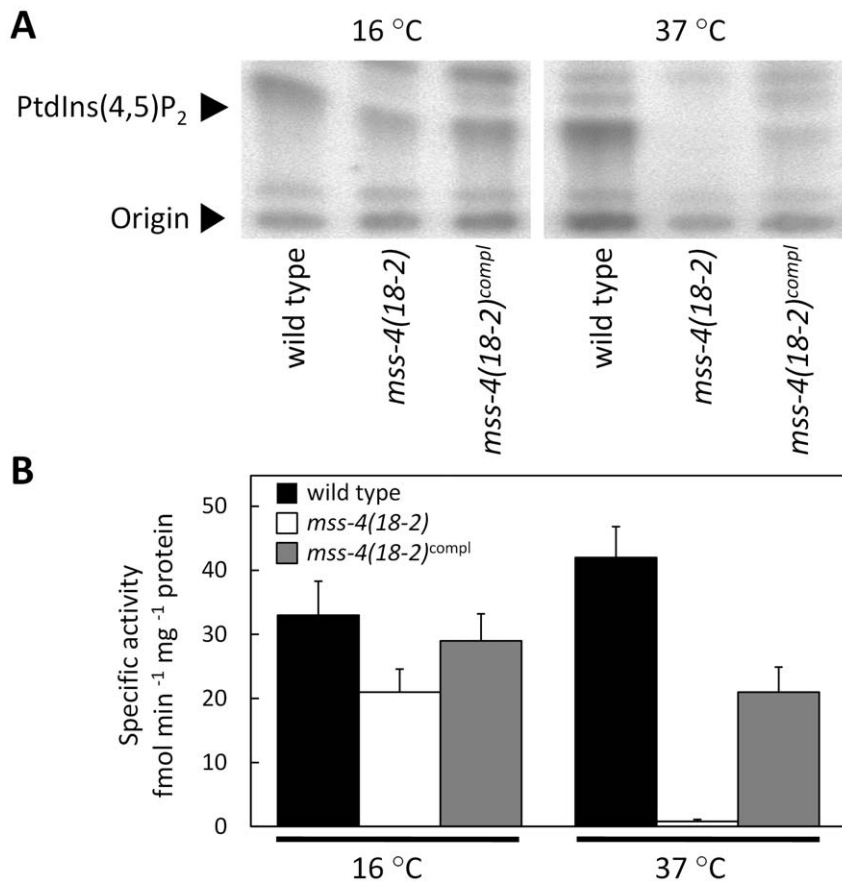 A
16 °C
37 °C
PtdIns(4,5)P2
Origin
wild type
mss-4(18-2)
mss-4(18-2)compl
wild type
mss-4(18-2)
mss-4(18-2)compl
B
wild type
mss-4(18-2)
mss-4(18-2)compl
Specific activity
fmol min -1 mg -1 protein
50
40
30
20
10
0
16 °C
37 °C